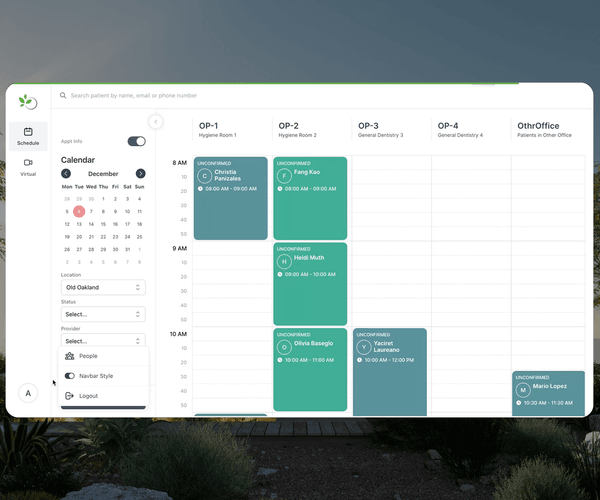 Search patient by name, email or phone number
Schedule
Virtual
A
Appt Info
Calendar
December
Mon Tue Wed Thu Fri Sat Sun
28 29 30 1 2 3 4
5 6 7 8 9 10 11
12 13 14 15 16 17 18
19 20 21 22 23 24 25
26 27 28 29 30 31 1
2 3 4 5 6 7 8
Location
Old Oakland
Status
Select...
Provider
Select...
People
Navbar Style
Logout
OP-1
Hygiene Room 1
OP-2
Hygiene Room 2
OP-3
General Dentistry 3
OP-4
General Dentistry 4
OthrOffice
Patients in Other Office
8 AM
10
20
30
40
50
9 AM
10
20
30
40
50
10 AM
10
20
30
40
50
UNCONFIRMED
C
Christia
Panizales
08:00 AM - 09:00 AM
UNCONFIRMED
F
Fang Kao
08:00 AM - 09:00 AM
UNCONFIRMED
H
Heidi Muth
09:00 AM - 10:00 AM
UNCONFIRMED
O
Olivia Basegio
10:00 AM - 11:00 AM
UNCONFIRMED
Y
Yaciret
Laureano
10:00 AM - 12:00 PM
UNCONFIRMED
M
Mario Lopez
10:30 AM - 11:30 AM